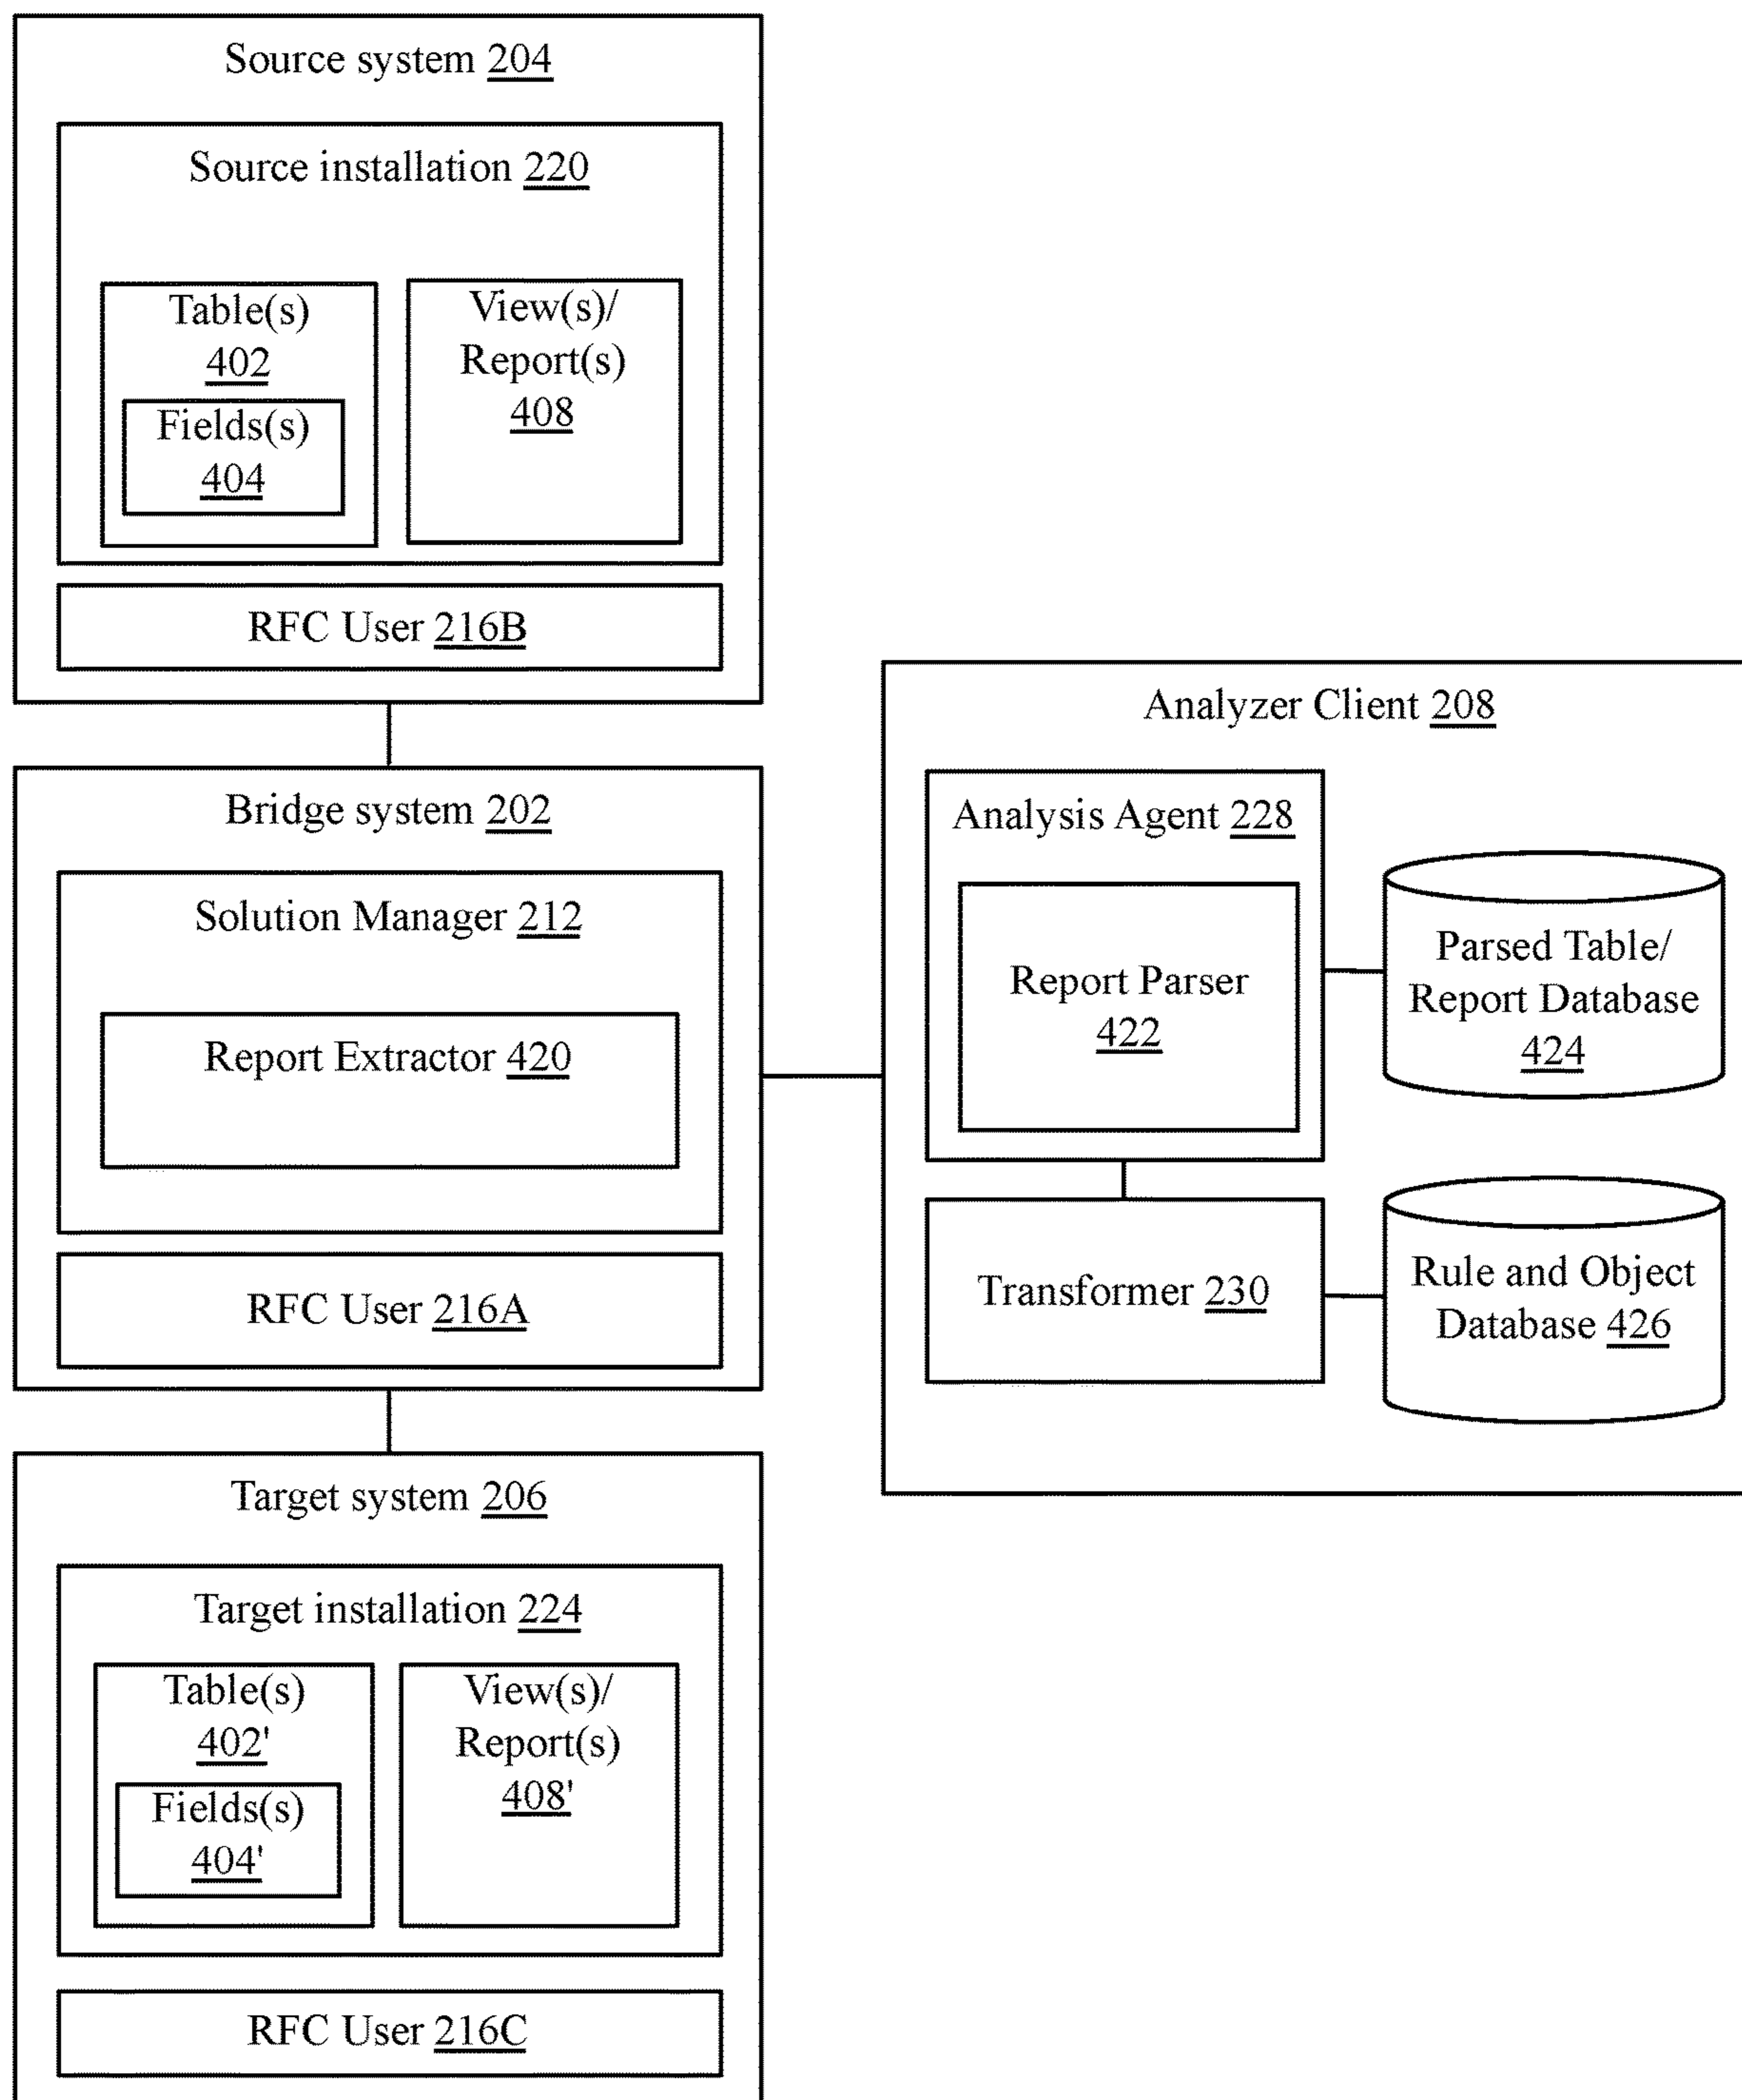 Source system 204
Source installation 220
Table(s)
402
Fields(s)
404
View(s)/
Report(s)
408
RFC User 216B
Bridge system 202
Solution Manager 212
Report Extractor 420
RFC User 216A
Target system 206
Target installation 224
Table(s)
402'
Fields(s)
404'
View(s)/
Report(s)
408'
RFC User 216C
Analyzer Client 208
Analysis Agent 228
Report Parser
422
Parsed Table/
Report Database
424
Transformer 230
Rule and Object
Database 426